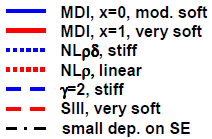 MDI, x=0, mod. soft
MDI, x=1, very soft
NLρδ, stiff
NLρ, linear
γ=2, stiff
SIII, very soft
small dep. on SE